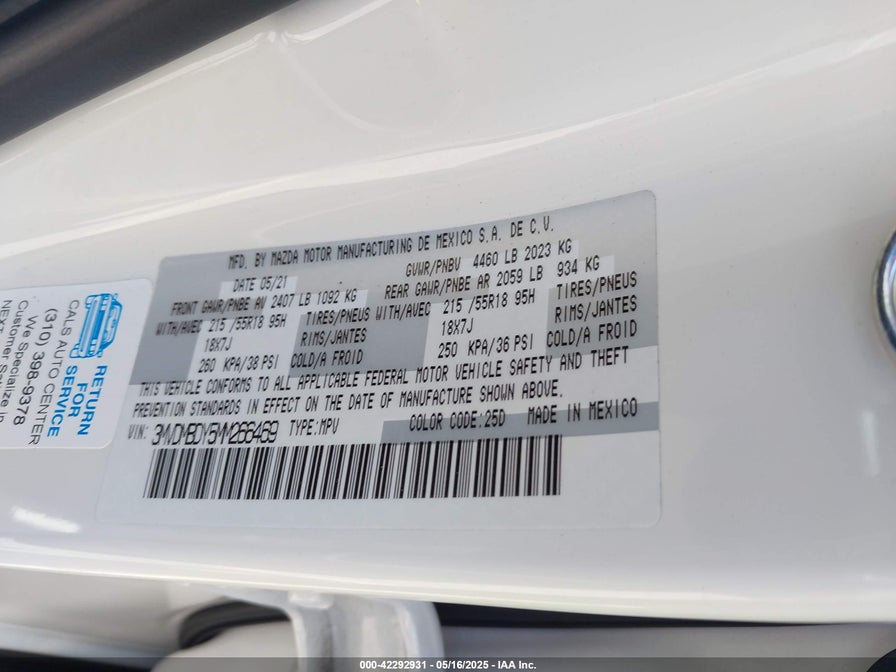 MFD. BY MAZDA MOTOR MANUFACTURING DE MEXICO S.A. DE C.V.
DATE 05/21 GVWR/PNBV 4460 LB 2023 KG
FRONT GAWR/PNBE AV 2407 LB 1092 KG REAR GAWR/PNBE AR 2059 LB 934 KG
WITH/AVEC 215 /55R18 95H TIRES/PNEUS WITH/AVEC 215 /55R18 95H TIRES/PNEUS
18X7J RIMS/JANTES 18X7J RIMS/JANTES
260 KPA/38 PSI COLD/A FROID 250 KPA/36 PSI COLD/A FROID
THIS VEHICLE CONFORMS TO ALL APPLICABLE FEDERAL MOTOR VEHICLE SAFETY AND THEFT
PREVENTION STANDARDS IN EFFECT ON THE DATE OF MANUFACTURE SHOWN ABOVE.
VIN: 3MVDMBDY5MM266469 TYPE:MPV COLOR CODE:25D MADE IN MEXICO
RETURN
FOR
SERVICE
CALS AUTO CENTER
(310) 398-9378
We Specialize in
Customer
NEXT
000-42292931 - 05/16/2025 - IAA Inc.